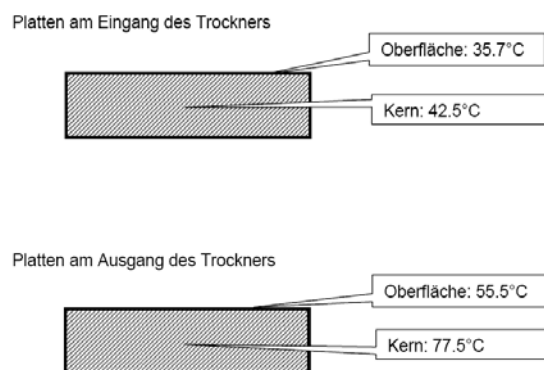 Platten am Eingang des Trockners
Oberfläche: 35.7°C
Kern: 42.5°C
Platten am Ausgang des Trockners
Oberfläche: 55.5°C
Kern: 77.5°C